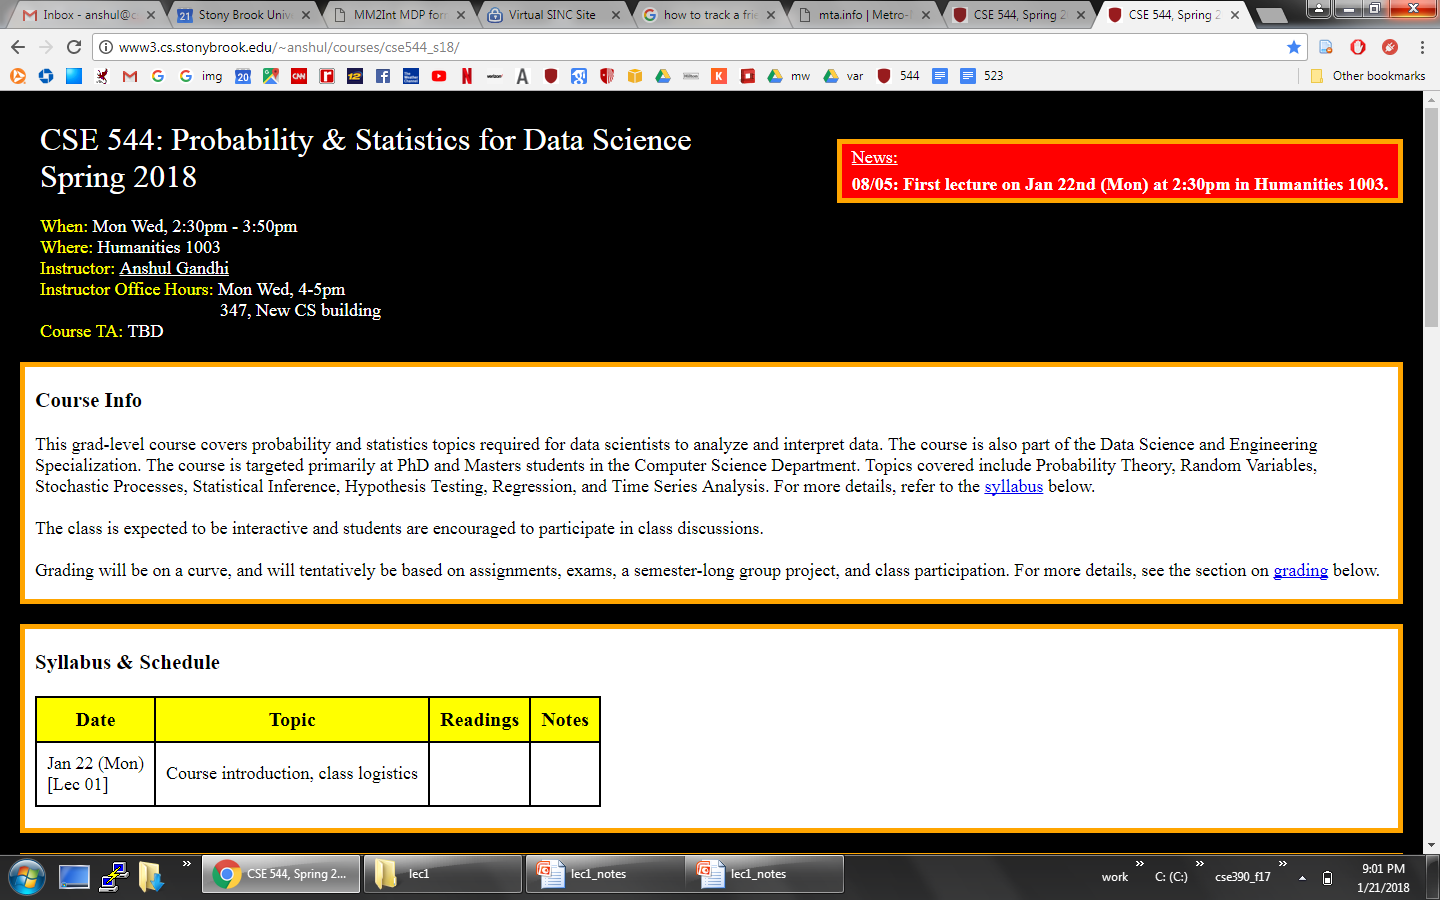 Inbox - anshul@c
Stony Brook Univ
MM2Int MDP for
Virtual SINC Site
how to track a frie
mta.info | Metro-
CSE 544, Spring 2
CSE 544, Spring 2
www3.cs.stonybrook.edu/~anshul/courses/cse544_s18/
img
20
CNN
mw
var
544
523
Other bookmarks
CSE 544: Probability & Statistics for Data Science
Spring 2018
News:
08/05: First lecture on Jan 22nd (Mon) at 2:30pm in Humanities 1003.
When: Mon Wed, 2:30pm - 3:50pm
Where: Humanities 1003
Instructor: Anshul Gandhi
Instructor Office Hours: Mon Wed, 4-5pm
347, New CS building
Course TA: TBD
Course Info
This grad-level course covers probability and statistics topics required for data scientists to analyze and interpret data. The course is also part of the Data Science and Engineering
Specialization. The course is targeted primarily at PhD and Masters students in the Computer Science Department. Topics covered include Probability Theory, Random Variables,
Stochastic Processes, Statistical Inference, Hypothesis Testing, Regression, and Time Series Analysis. For more details, refer to the syllabus below.
The class is expected to be interactive and students are encouraged to participate in class discussions.
Grading will be on a curve, and will tentatively be based on assignments, exams, a semester-long group project, and class participation. For more details, see the section on grading below.
Syllabus & Schedule
Date Topic Readings Notes
Jan 22 (Mon)
[Lec 01]
Course introduction, class logistics
CSE 544, Spring 2...
lec1
lec1_notes
lec1_notes
work
C: (C:)
cse390_f17
9:01 PM
1/21/2018